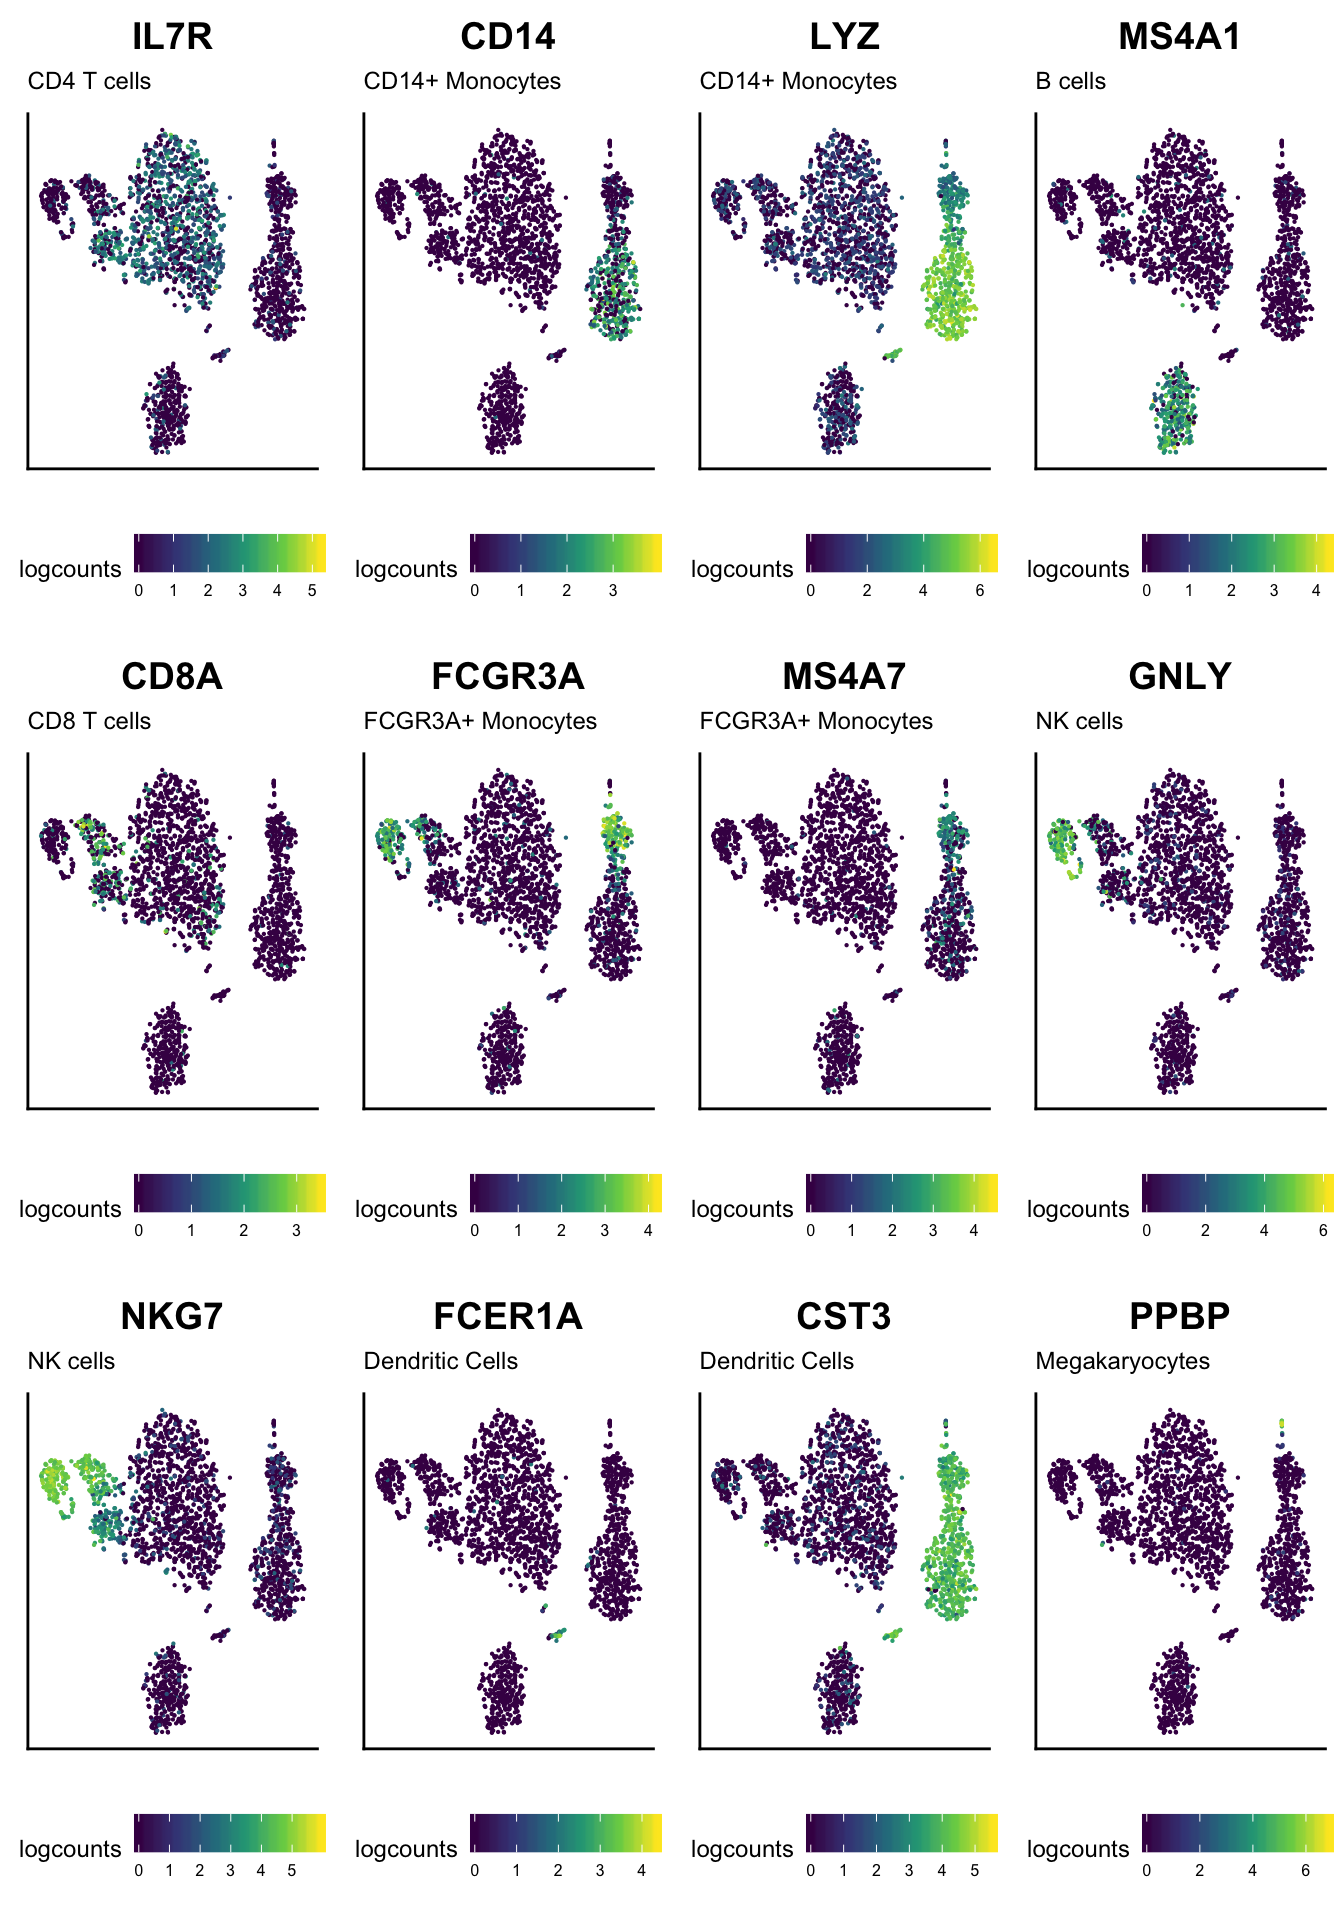 IL7R CD14 LYZ MS4A1
CD4 T cells CD14+ Monocytes CD14+ Monocytes B cells
logcounts logcounts logcounts logcounts
0 1 2 3 4 5 0 1 2 3 0 2 4 6 0 1 2 3 4
CD8A FCGR3A MS4A7 GNLY
CD8 T cells FCGR3A+ Monocytes FCGR3A+ Monocytes NK cells
logcounts logcounts logcounts logcounts
0 1 2 3 0 1 2 3 4 0 1 2 3 4 0 2 4 6
NKG7 FCER1A CST3 PPBP
NK cells Dendritic Cells Dendritic Cells Megakaryocytes
logcounts logcounts logcounts logcounts
0 1 2 3 4 5 0 1 2 3 4 0 1 2 3 4 5 0 2 4 6